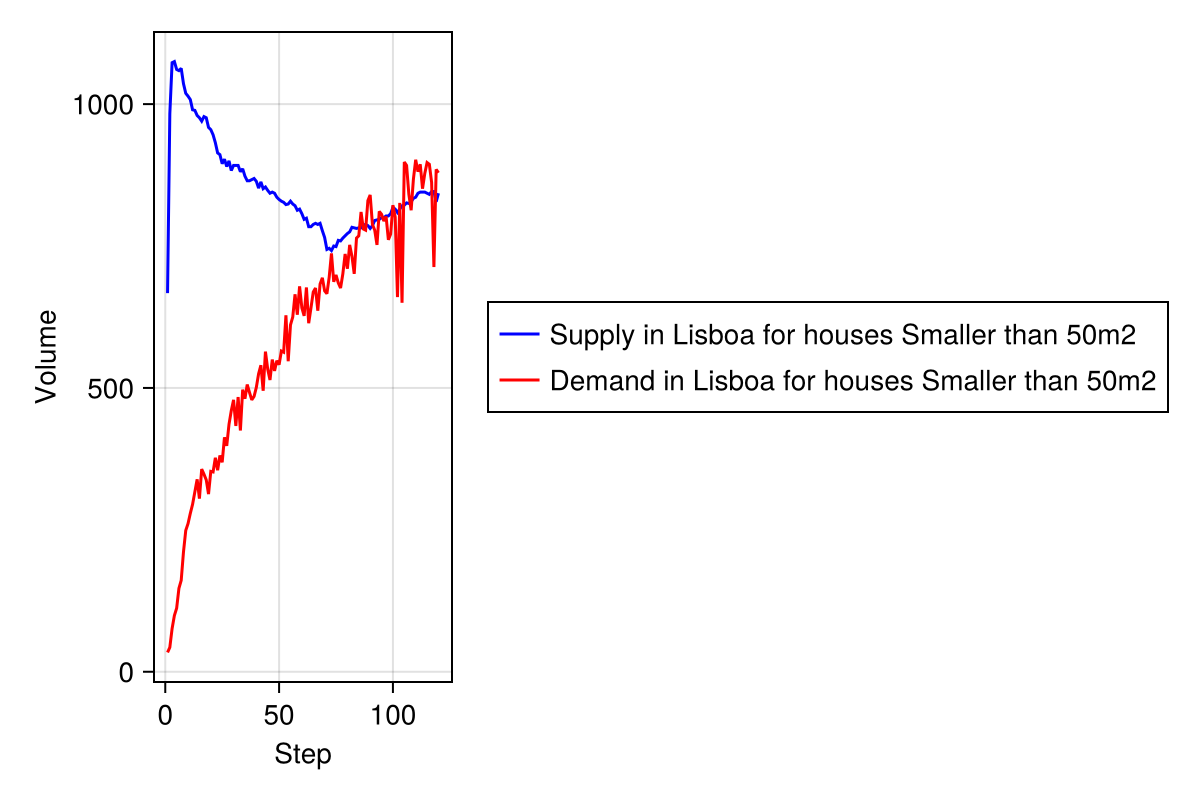 1000
500
0
Volume
0 50 100
Step
Supply in Lisboa for houses Smaller than 50m2
Demand in Lisboa for houses Smaller than 50m2